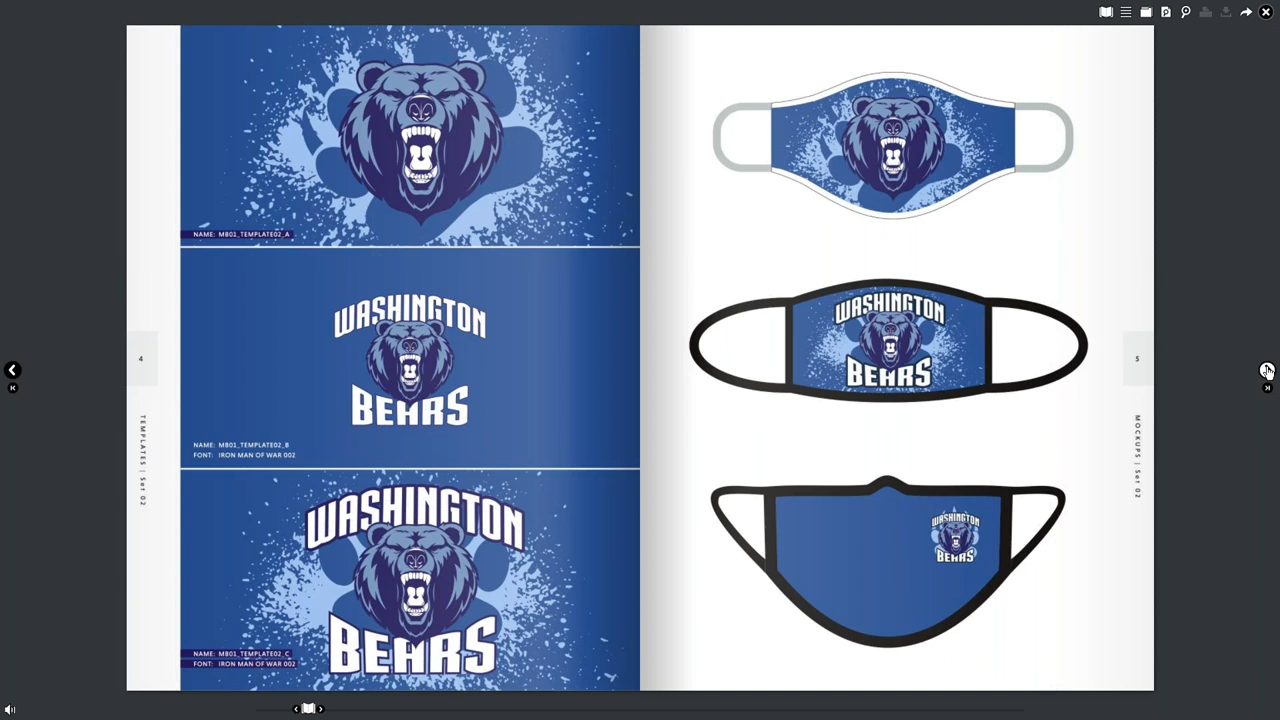 NAME: MB01_TEMPLATE02_A
WASHINGTON
BEARS
NAME: MB01_TEMPLATE02_B
FONT: IRON MAN OF WAR 002
WASHINGTON
BEARS
NAME: MB01_TEMPLATE02_C
FONT: IRON MAN OF WAR 002
4
TEMPLATES | Set 02
WASHINGTON
BEARS
WASHINGTON
BEARS
5
MOCKUPS | Set 02